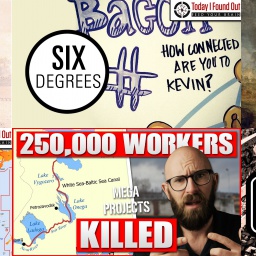 Bacon
Today I Found Out
FEED YOUR BRAIN
SIX
DEGREES
#
HOW CONNECTED
ARE YOU TO
KEVIN?
250,000 WORKERS
Lake
Vygozero
White Sea-Baltic Sea Canal
Petrozavodsk
Lake
Ladoga
Lake
MEGA
PROJECTS
KILLED
d Out